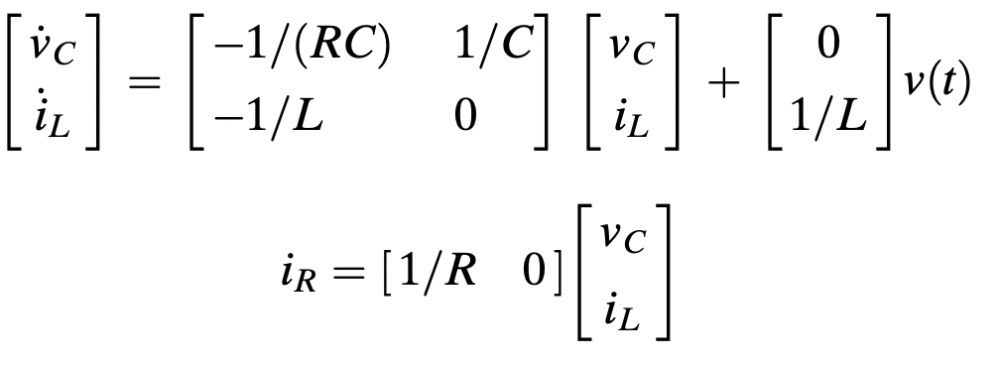 [v̇_C; i̇_L] = [−1/(RC) 1/C; −1/L 0] [v_C; i_L] + [0; 1/L] v(t)
i_R = [1/R 0] [v_C; i_L]